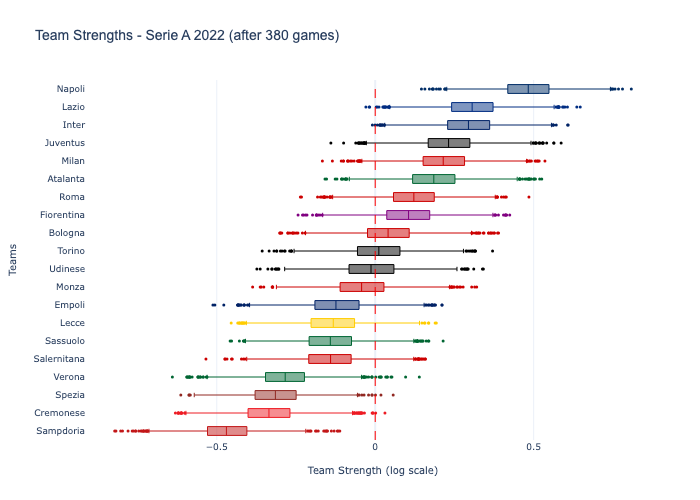 Team Strengths - Serie A 2022 (after 380 games)
Napoli
Lazio
Inter
Juventus
Milan
Atalanta
Roma
Fiorentina
Bologna
Torino
Udinese
Monza
Empoli
Lecce
Sassuolo
Salernitana
Verona
Spezia
Cremonese
Sampdoria
Teams
−0.5
0
0.5
Team Strength (log scale)